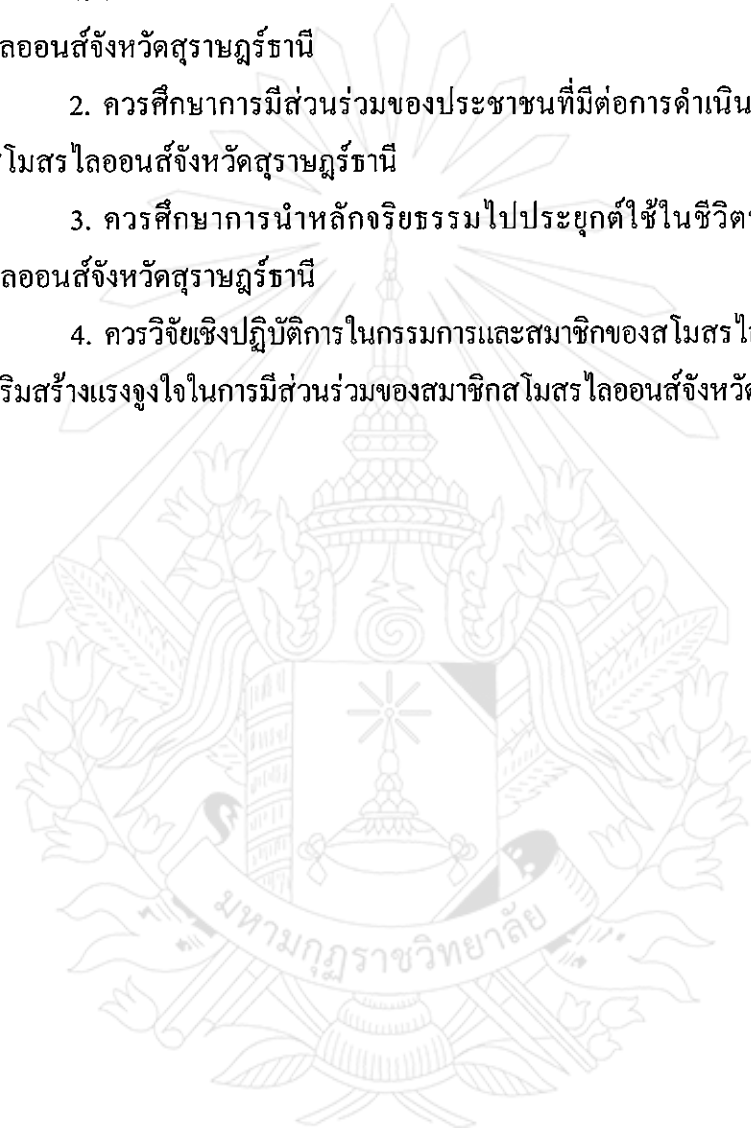 ลออนส์จังหวัดสุราษฎร์ธานี
2. ควรศึกษาการมีส่วนร่วมของประชาชนที่มีต่อการดำเนิน
โมสรไลออนส์จังหวัดสุราษฎร์ธานี
3. ควรศึกษาการนำหลักจริยธรรมไปประยุกต์ใช้ในชีวิต
ลออนส์จังหวัดสุราษฎร์ธานี
4. ควรวิจัยเชิงปฏิบัติการในกรรมการและสมาชิกของสโมสรไ
ริมสร้างแรงจูงใจในการมีส่วนร่วมของสมาชิกสโมสรไลออนส์จังหวัด
มหามกุฏราชวิทยาลัย